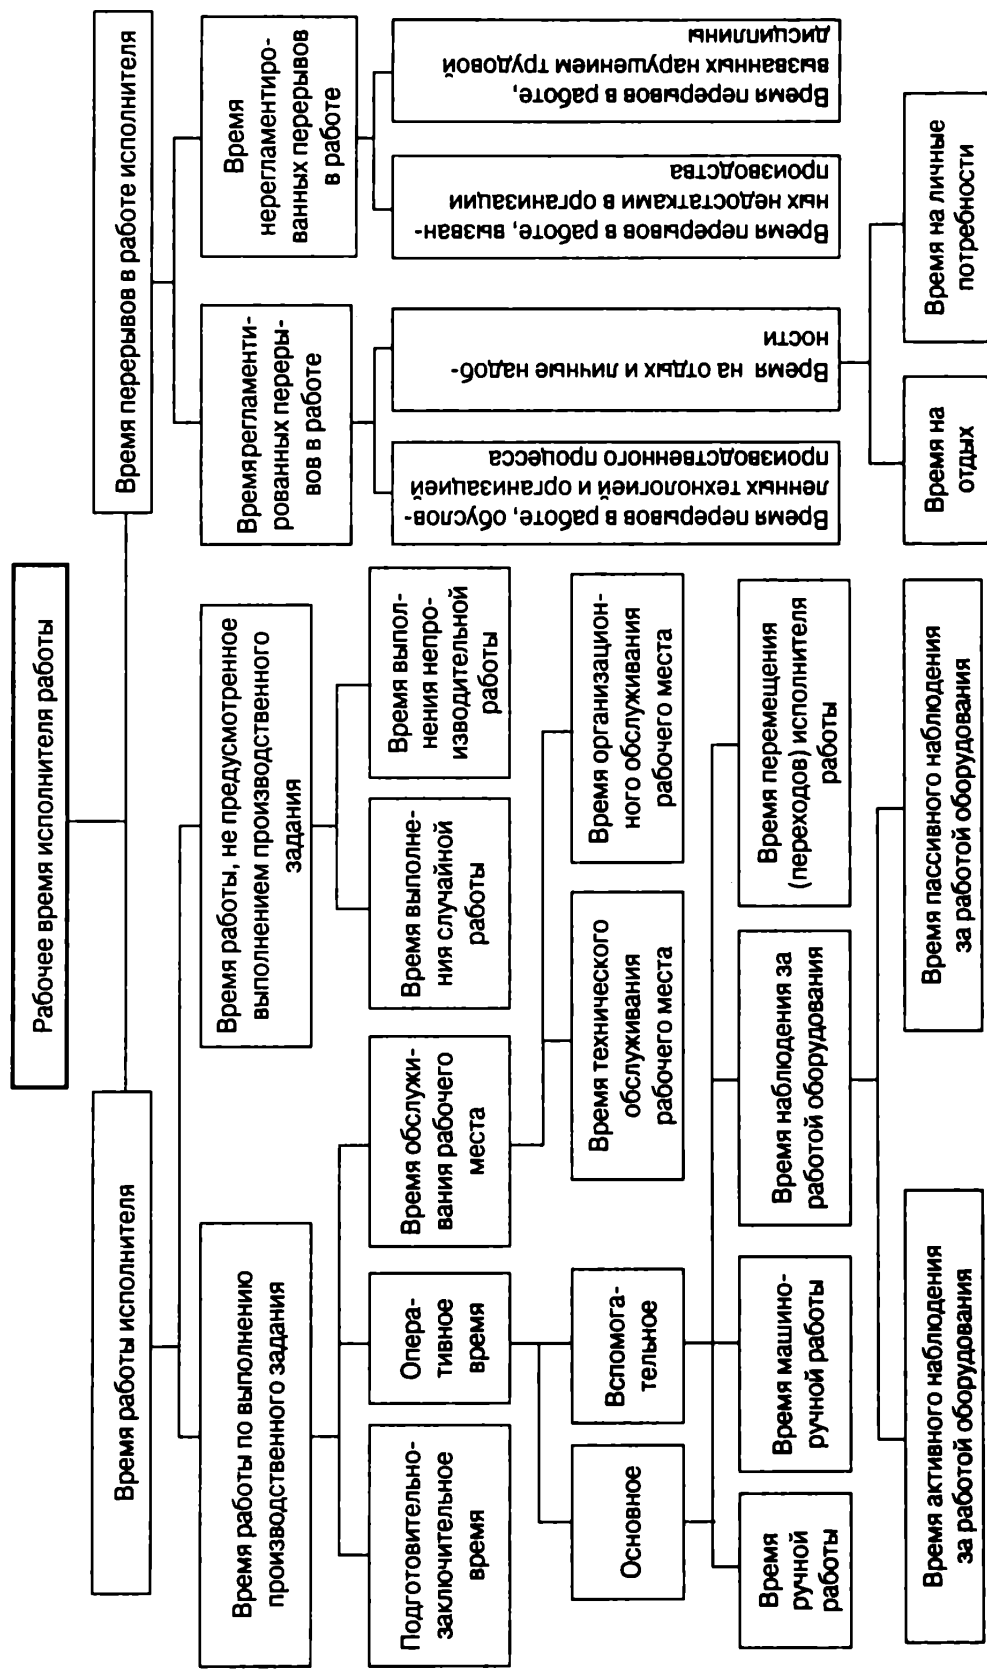 Рабочее время исполнителя работы
Время работы исполнителя
Время перерывов в работе исполнителя
Время работы по выполнению
производственного задания
Время работы, не предусмотренное
выполнением производственного
задания
Время регламенти-
рованных переры-
вов в работе
Время
нерегламентиро-
ванных перерывов
в работе
Подготовительно-
заключительное
время
Опера-
тивное
время
Время обслужи-
вания рабочего
места
Время выполне-
ния случайной
работы
Время выпол-
нения непро-
изводительной
работы
Время перерывов в работе, обуслов-
ленных технологией и организацией
производственного процесса
Время на отдых и личные надоб-
ности
Время перерывов в работе, вызван-
ных недостатками в организации
производства
Время перерывов в работе,
вызванных нарушением трудовой
дисциплины
Основное
Вспомога-
тельное
Время технического
обслуживания
рабочего места
Время организацион-
ного обслуживания
рабочего места
Время
ручной
работы
Время машинно-
ручной работы
Время наблюдения за
работой оборудования
Время перемещения
(переходов) исполнителя
работы
Время на
отдых
Время на личные
потребности
Время активного наблюдения
за работой оборудования
Время пассивного наблюдения
за работой оборудования